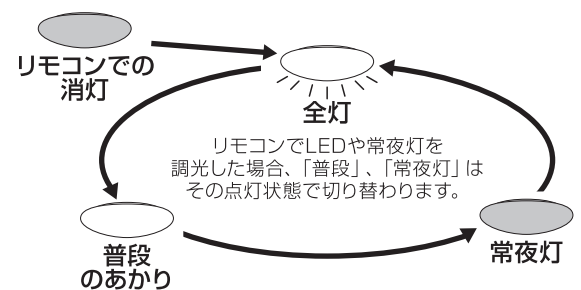 リモコンでの
消灯
全灯
リモコンでLEDや常夜灯を
調光した場合、「普段」、「常夜灯」は
その点灯状態で切り替わります。
普段
のあかり
常夜灯